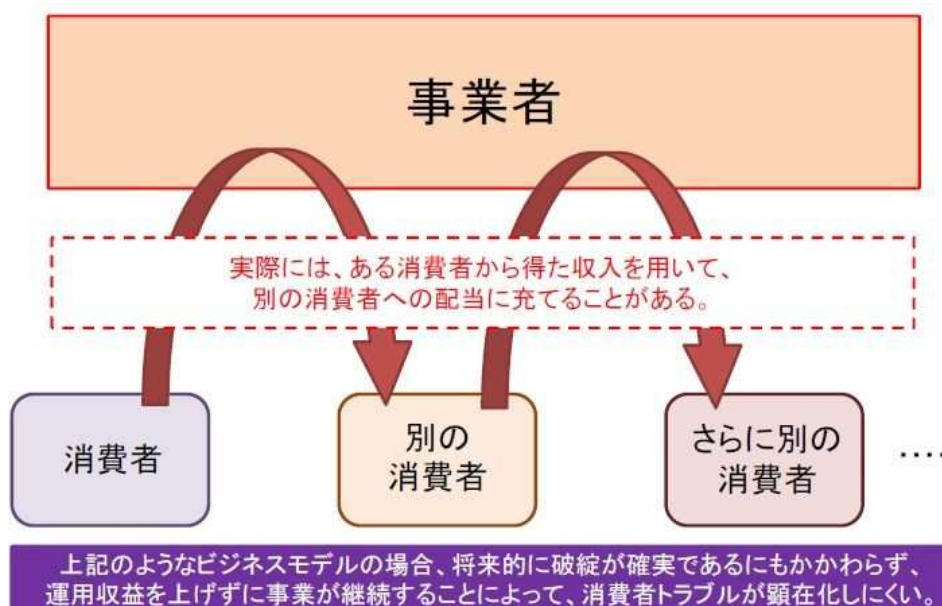 事業者
実際には、ある消費者から得た収入を用いて、
別の消費者への配当に充てることがある。
消費者
別の
消費者
さらに別の
消費者
‥‥
上記のようなビジネスモデルの場合、将来的に破綻が確実であるにもかかわらず、
運用収益を上げずに事業が継続することによって、消費者トラブルが顕在化しにくい。